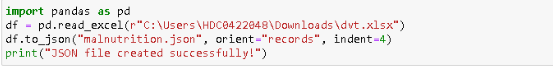 import pandas as pd
df = pd.read_excel(r"C:\Users\HDC0422048\Downloads\dvt.xlsx")
df.to_json("malnutrition.json", orient="records", indent=4)
print("JSON file created successfully!")